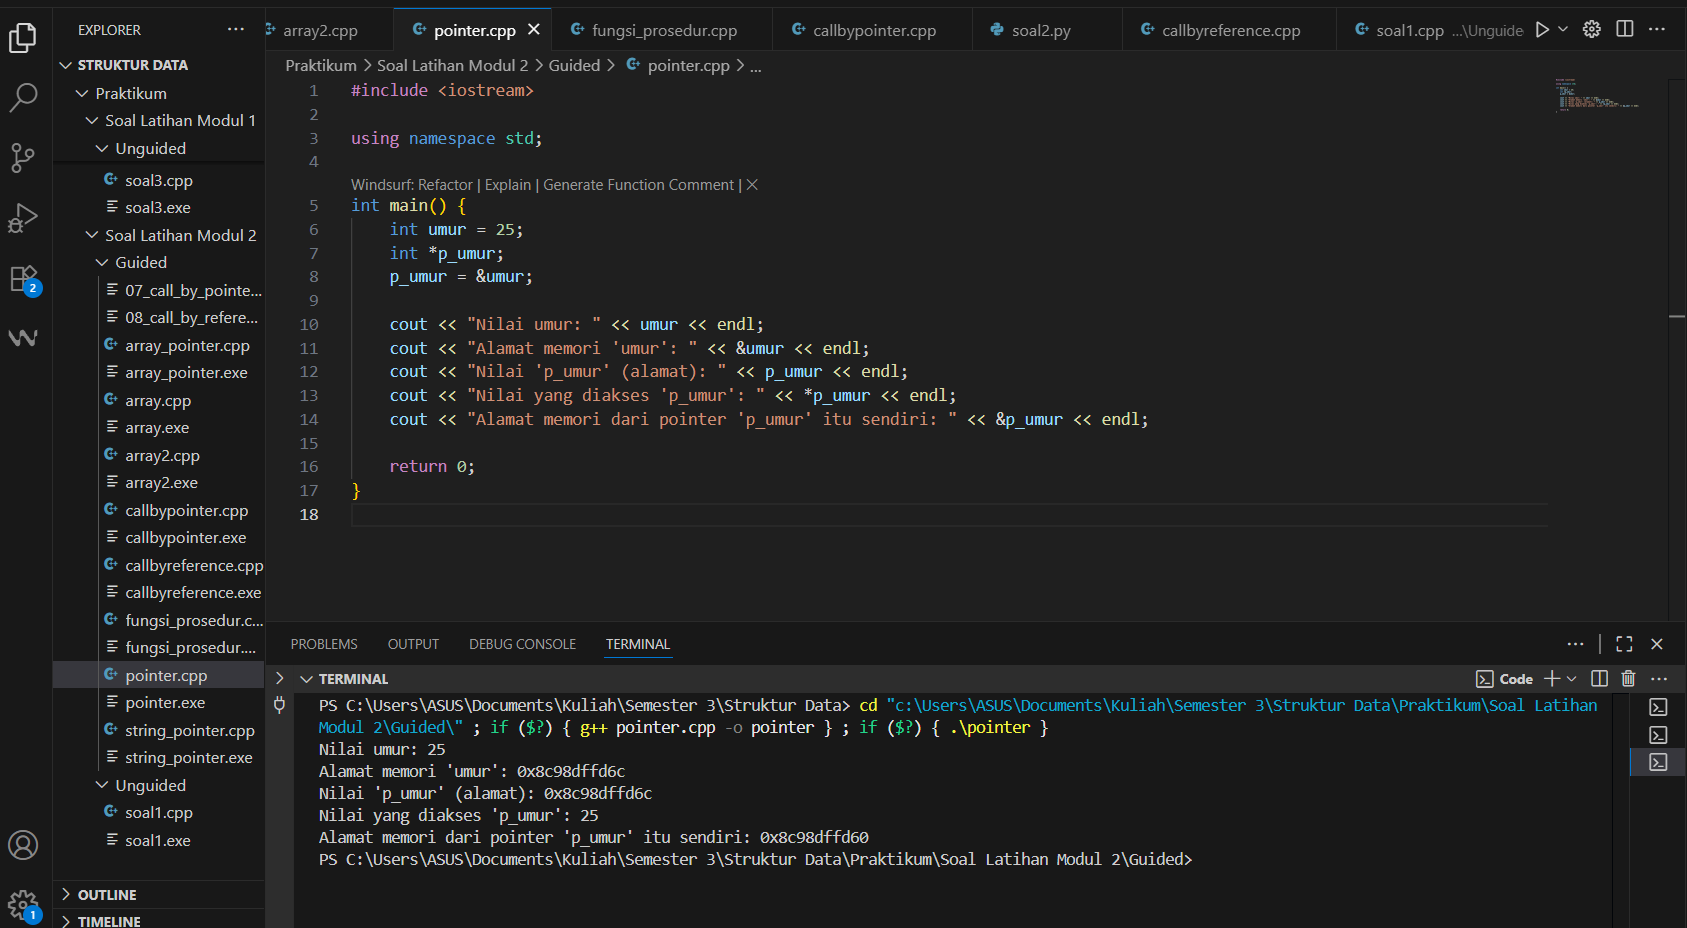 EXPLORER
STRUKTUR DATA
Praktikum
Soal Latihan Modul 1
Unguided
soal3.cpp
soal3.exe
Soal Latihan Modul 2
Guided
07_call_by_pointe...
08_call_by_refere...
array_pointer.cpp
array_pointer.exe
array.cpp
array.exe
array2.cpp
array2.exe
callbypointer.cpp
callbypointer.exe
callbyreference.cpp
callbyreference.exe
fungsi_prosedur.c...
fungsi_prosedur....
pointer.cpp
pointer.exe
string_pointer.cpp
string_pointer.exe
Unguided
soal1.cpp
soal1.exe
OUTLINE
TIMELINE
2
1
array2.cpp pointer.cpp fungsi_prosedur.cpp callbypointer.cpp soal2.py callbyreference.cpp soal1.cpp ...\Unguide
Praktikum > Soal Latihan Modul 2 > Guided > pointer.cpp > ...
1 #include <iostream>
2
3 using namespace std;
4
Windsurf: Refactor | Explain | Generate Function Comment | ×
5 int main() {
6 int umur = 25;
7 int *p_umur;
8 p_umur = &umur;
9
10 cout << "Nilai umur: " << umur << endl;
11 cout << "Alamat memori 'umur': " << &umur << endl;
12 cout << "Nilai 'p_umur' (alamat): " << p_umur << endl;
13 cout << "Nilai yang diakses 'p_umur': " << *p_umur << endl;
14 cout << "Alamat memori dari pointer 'p_umur' itu sendiri: " << &p_umur << endl;
15
16 return 0;
17 }
18
PROBLEMS OUTPUT DEBUG CONSOLE TERMINAL
TERMINAL
Code
PS C:\Users\ASUS\Documents\Kuliah\Semester 3\Struktur Data> cd "c:\Users\ASUS\Documents\Kuliah\Semester 3\Struktur Data\Praktikum\Soal Latihan
Modul 2\Guided\" ; if ($?) { g++ pointer.cpp -o pointer } ; if ($?) { .\pointer }
Nilai umur: 25
Alamat memori 'umur': 0x8c98dffd6c
Nilai 'p_umur' (alamat): 0x8c98dffd6c
Nilai yang diakses 'p_umur': 25
Alamat memori dari pointer 'p_umur' itu sendiri: 0x8c98dffd60
PS C:\Users\ASUS\Documents\Kuliah\Semester 3\Struktur Data\Praktikum\Soal Latihan Modul 2\Guided>